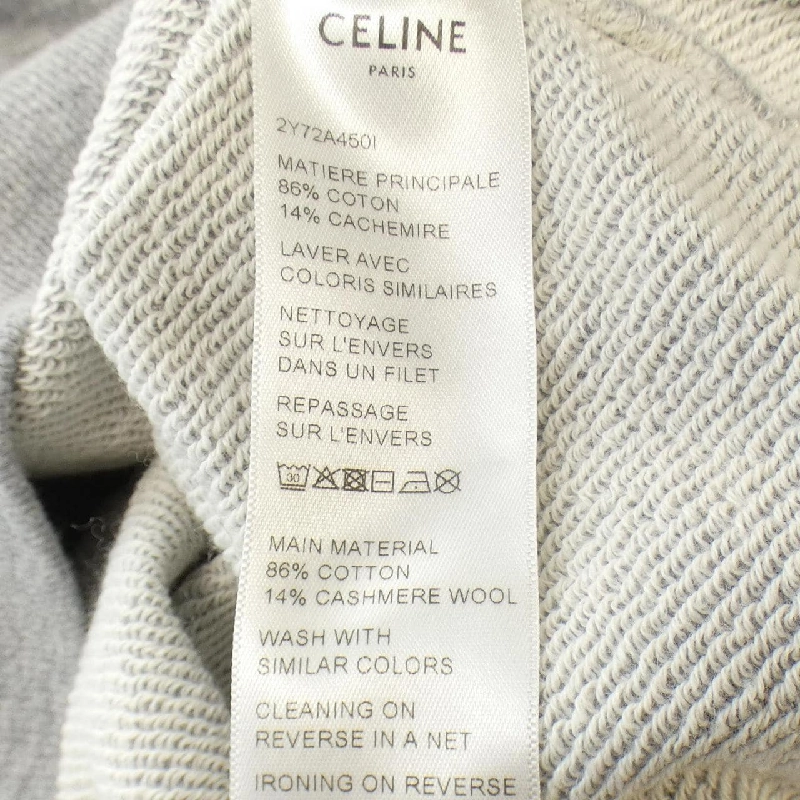 CELINE
PARIS
2Y72A450I
MATIERE PRINCIPALE
86% COTON
14% CACHEMIRE
LAVER AVEC
COLORIS SIMILAIRES
NETTOYAGE
SUR L'ENVERS
DANS UN FILET
REPASSAGE
SUR L'ENVERS
30
MAIN MATERIAL
86% COTTON
14% CASHMERE WOOL
WASH WITH
SIMILAR COLORS
CLEANING ON
REVERSE IN A NET
IRONING ON REVERSE